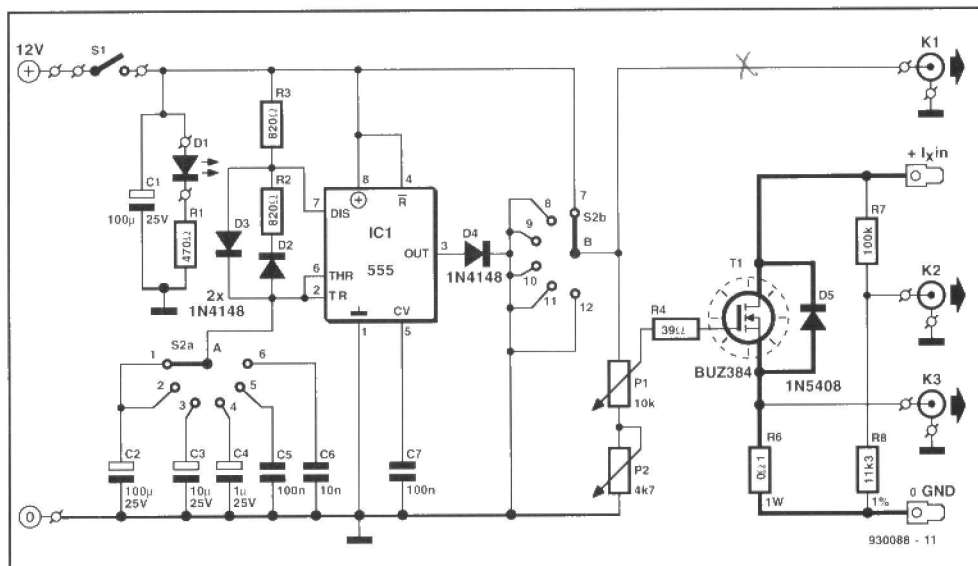 12V
S1
K1
R3
820Ω
D1
C1
100µ
25V
R1
470Ω
R2
820Ω
D3
D2
2x
1N4148
8
4
R
7
DIS
IC1
555
OUT
3
6
THR
2
TR
CV
1
5
D4
1N4148
7
8
S2b
9
B
10
11
12
+ Ixin
R7
100k
T1
D5
K2
R4
39Ω
BUZ384
1N5408
K3
P1
10k
P2
4k7
R6
0Ω1
1W
R8
11k3
1%
0 GND
S2a
A
1
2
3
4
5
6
C2
100µ
25V
C3
10µ
25V
C4
1µ
25V
C5
100n
C6
10n
C7
100n
0
930088 - 11